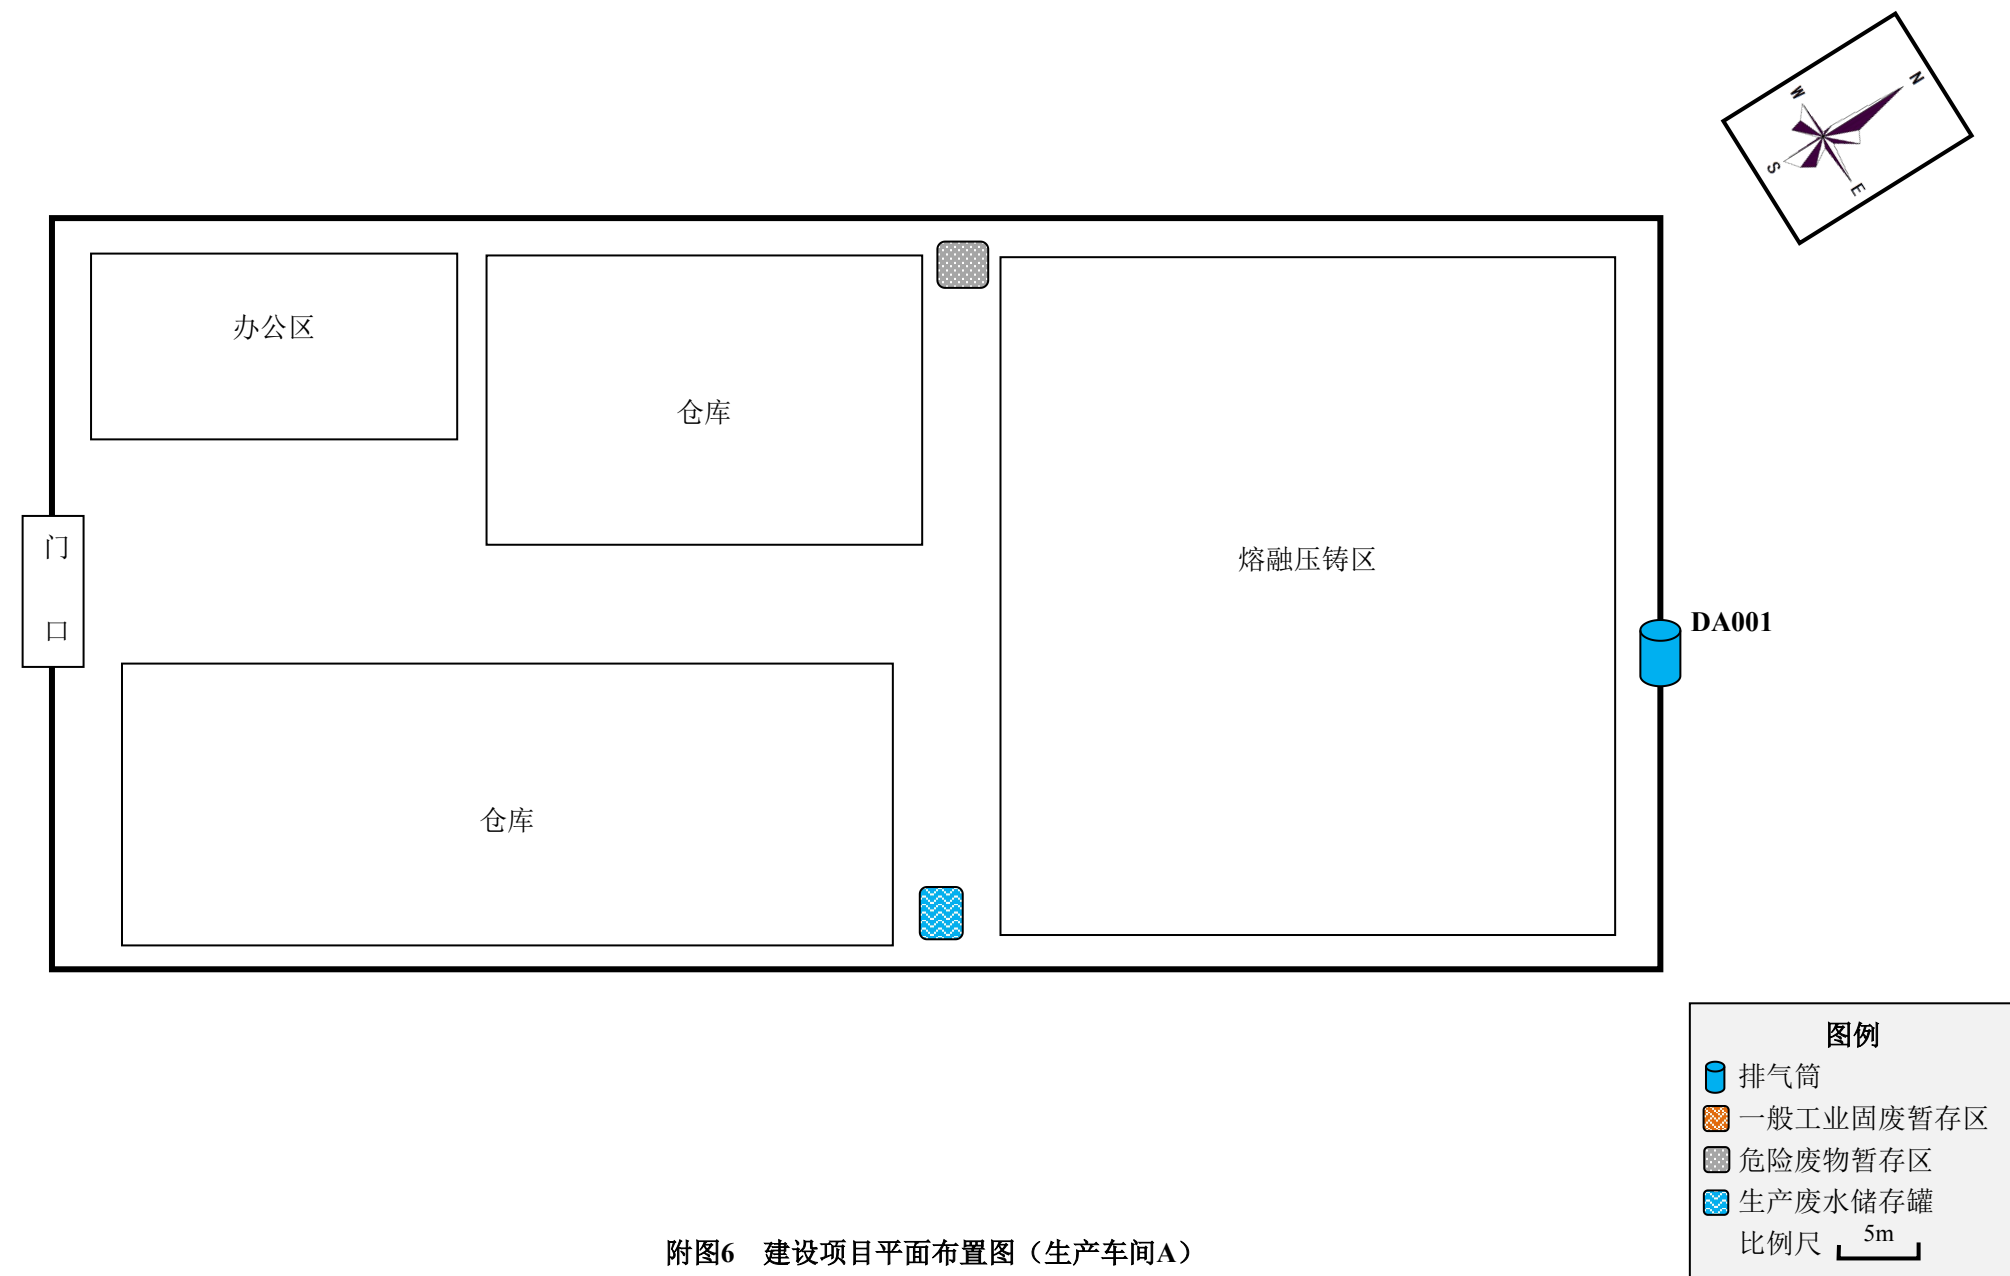 N
W
S
E
办公区
仓库
门
口
熔融压铸区
DA001
仓库
图例
排气筒
一般工业固废暂存区
危险废物暂存区
生产废水储存罐
比例尺 5m
附图6 建设项目平面布置图（生产车间A）